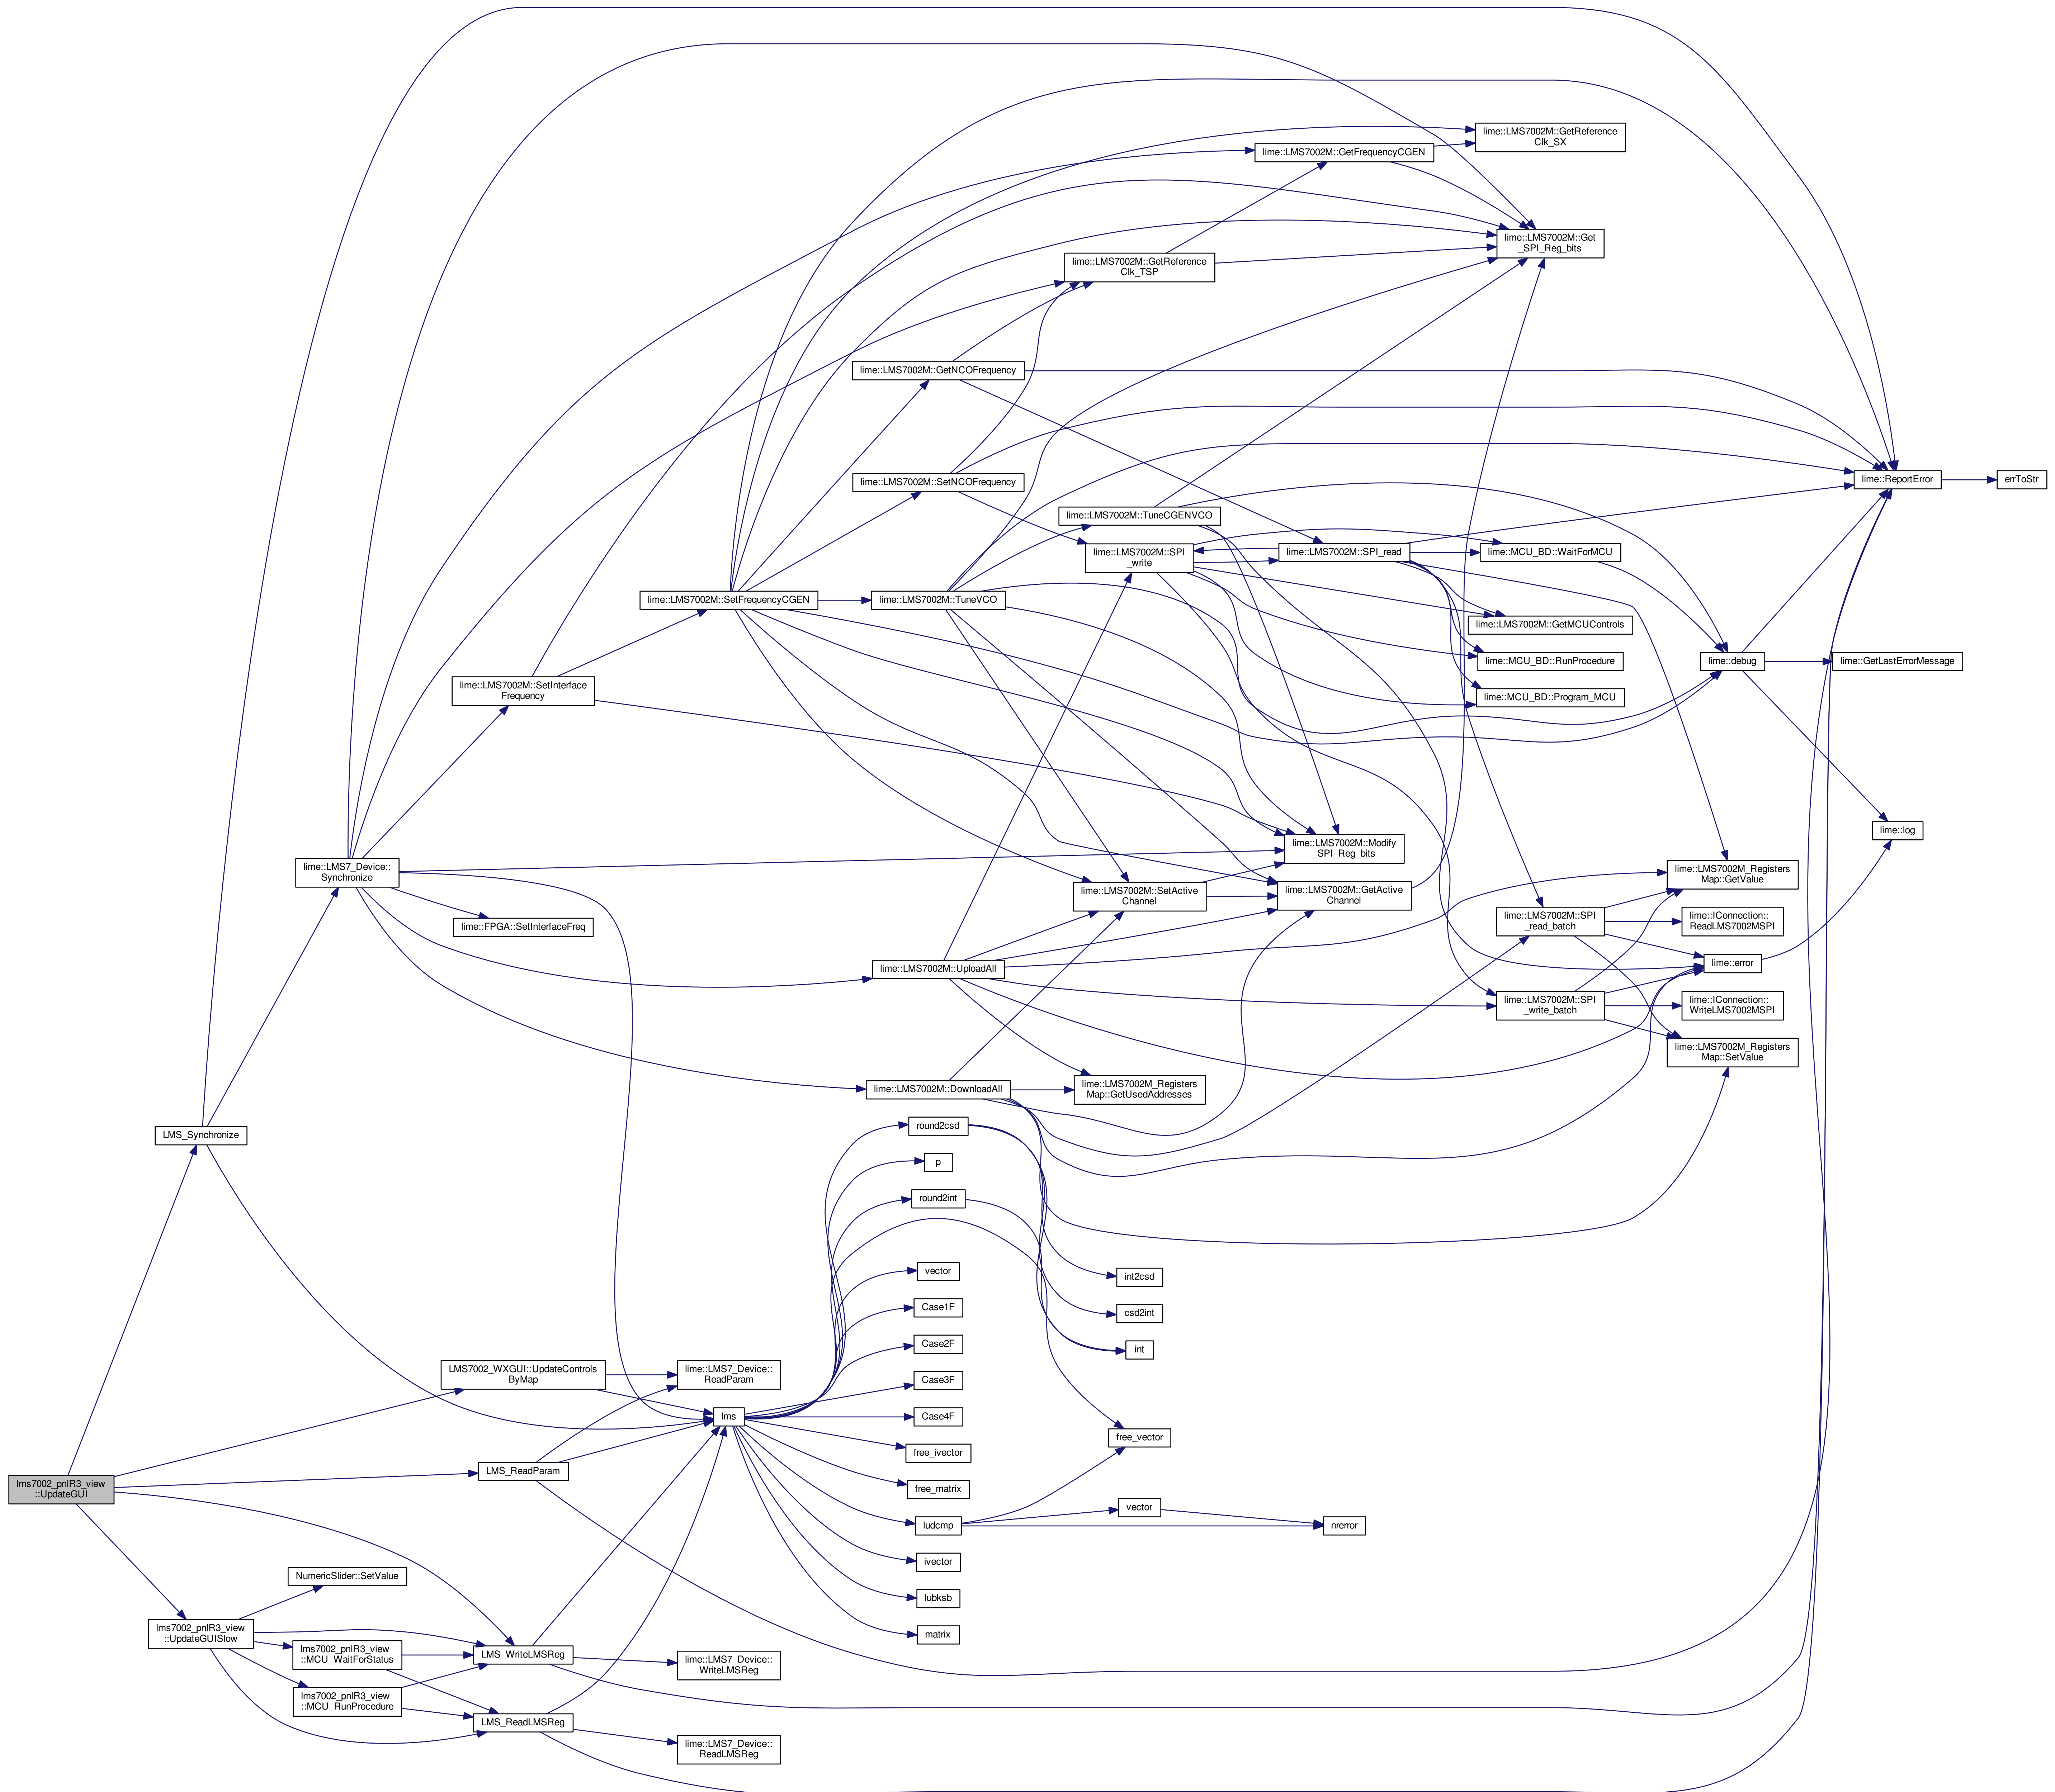 lime::LMS7002M::GetReference
Clk_SX
lime::LMS7002M::GetFrequencyCGEN
lime::LMS7002M::Get
_SPI_Reg_bits
lime::LMS7002M::GetReference
Clk_TSP
lime::LMS7002M::GetNCOFrequency
lime::ReportError
errToStr
lime::LMS7002M::SetNCOFrequency
lime::LMS7002M::TuneCGENVCO
lime::LMS7002M::SPI
_write
lime::LMS7002M::SPI_read
lime::MCU_BD::WaitForMCU
lime::LMS7002M::SetFrequencyCGEN
lime::LMS7002M::TuneVCO
lime::LMS7002M::GetMCUControls
lime::MCU_BD::RunProcedure
lime::debug
lime::GetLastErrorMessage
lime::LMS7002M::SetInterface
Frequency
lime::MCU_BD::Program_MCU
lime::log
lime::LMS7002M::Modify
_SPI_Reg_bits
lime::LMS7_Device::
Synchronize
lime::LMS7002M_Registers
Map::GetValue
lime::LMS7002M::SetActive
Channel
lime::LMS7002M::GetActive
Channel
lime::FPGA::SetInterfaceFreq
lime::LMS7002M::SPI
_read_batch
lime::IConnection::
ReadLMS7002MSPI
lime::LMS7002M::UploadAll
lime::error
lime::LMS7002M::SPI
_write_batch
lime::IConnection::
WriteLMS7002MSPI
lime::LMS7002M_Registers
Map::SetValue
lime::LMS7002M::DownloadAll
lime::LMS7002M_Registers
Map::GetUsedAddresses
LMS_Synchronize
round2csd
p
round2int
vector
int2csd
Case1F
csd2int
Case2F
int
LMS7002_WXGUI::UpdateControls
ByMap
lime::LMS7_Device::
ReadParam
Case3F
lms
Case4F
free_vector
free_ivector
LMS_ReadParam
lms7002_pnlR3_view
::UpdateGUI
free_matrix
vector
ludcmp
nrerror
ivector
NumericSlider::SetValue
lubksb
lms7002_pnlR3_view
::UpdateGUISlow
matrix
lms7002_pnlR3_view
::MCU_WaitForStatus
LMS_WriteLMSReg
lime::LMS7_Device::
WriteLMSReg
lms7002_pnlR3_view
::MCU_RunProcedure
LMS_ReadLMSReg
lime::LMS7_Device::
ReadLMSReg